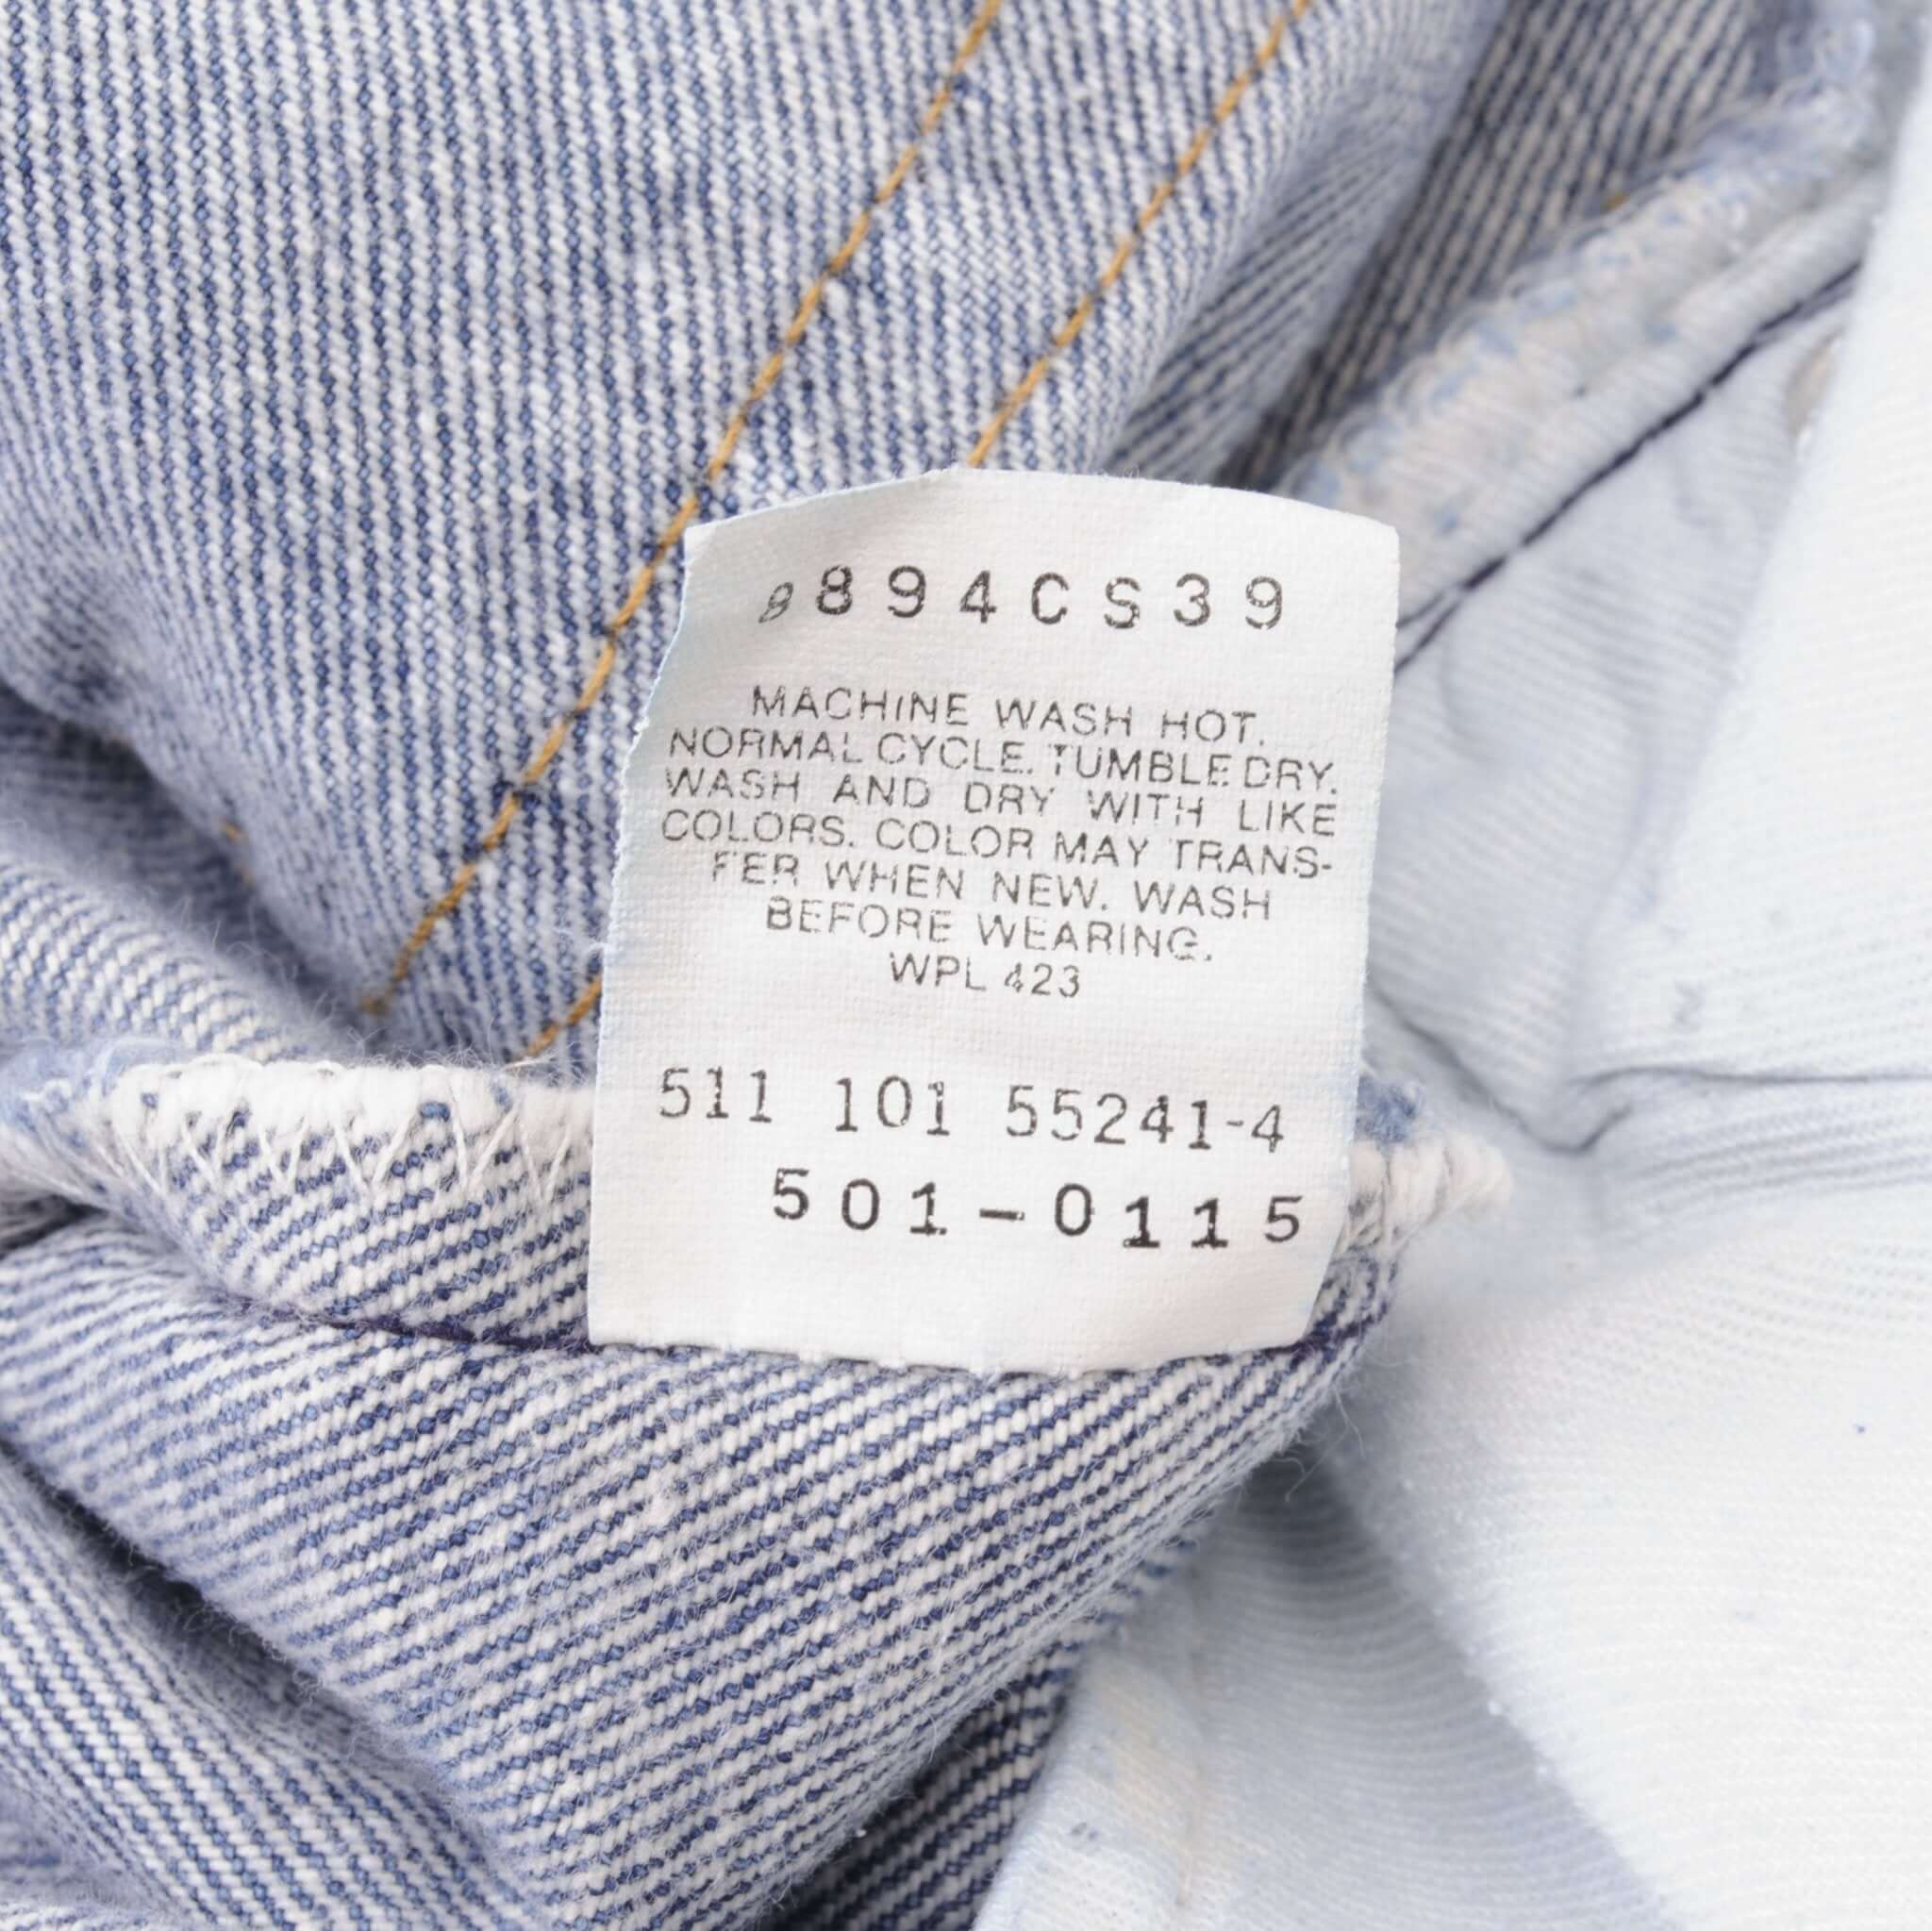 9894CS39
MACHINE WASH HOT.
NORMAL CYCLE. TUMBLE DRY.
WASH AND DRY WITH LIKE
COLORS. COLOR MAY TRANS-
FER WHEN NEW. WASH
BEFORE WEARING.
WPL 423
511 101 55241-4
501-0115